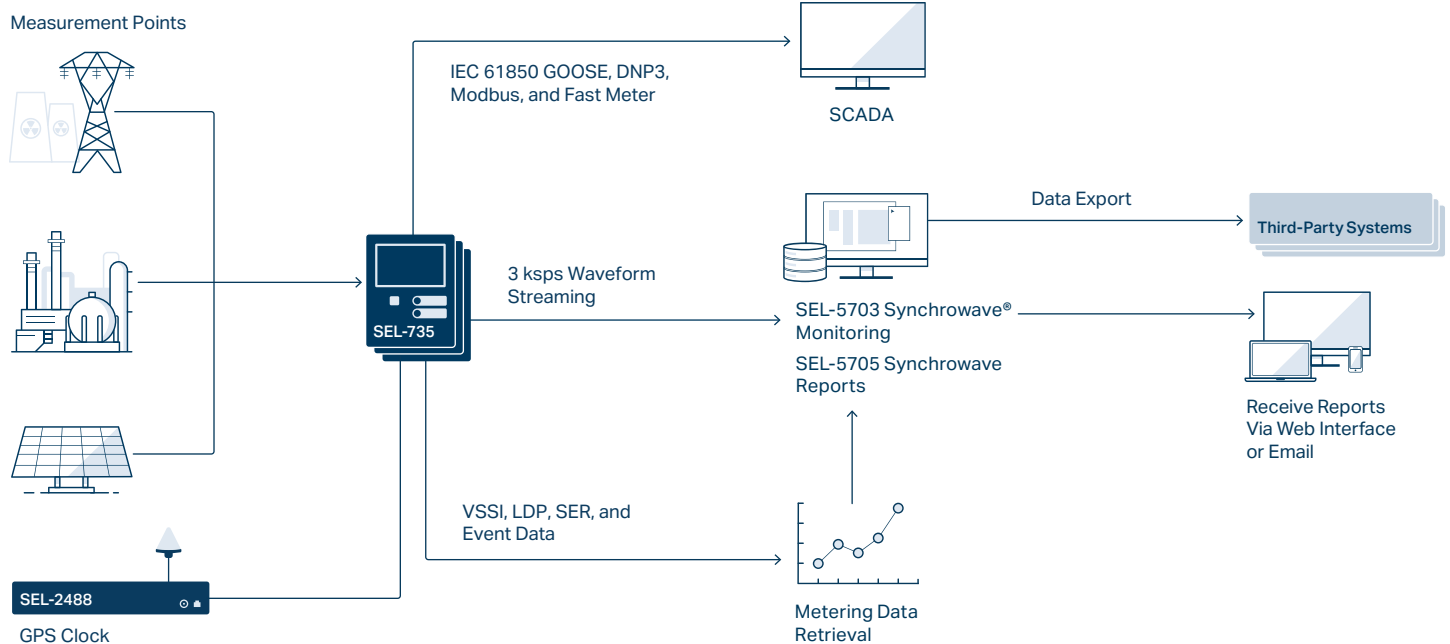 Measurement Points
IEC 61850 GOOSE, DNP3,
Modbus, and Fast Meter
SCADA
Data Export
Third-Party Systems
3 ksps Waveform
Streaming
SEL-735
SEL-5703 Synchrowave®
Monitoring
SEL-5705 Synchrowave
Reports
Receive Reports
Via Web Interface
or Email
VSSI, LDP, SER, and
Event Data
SEL-2488
GPS Clock
Metering Data
Retrieval